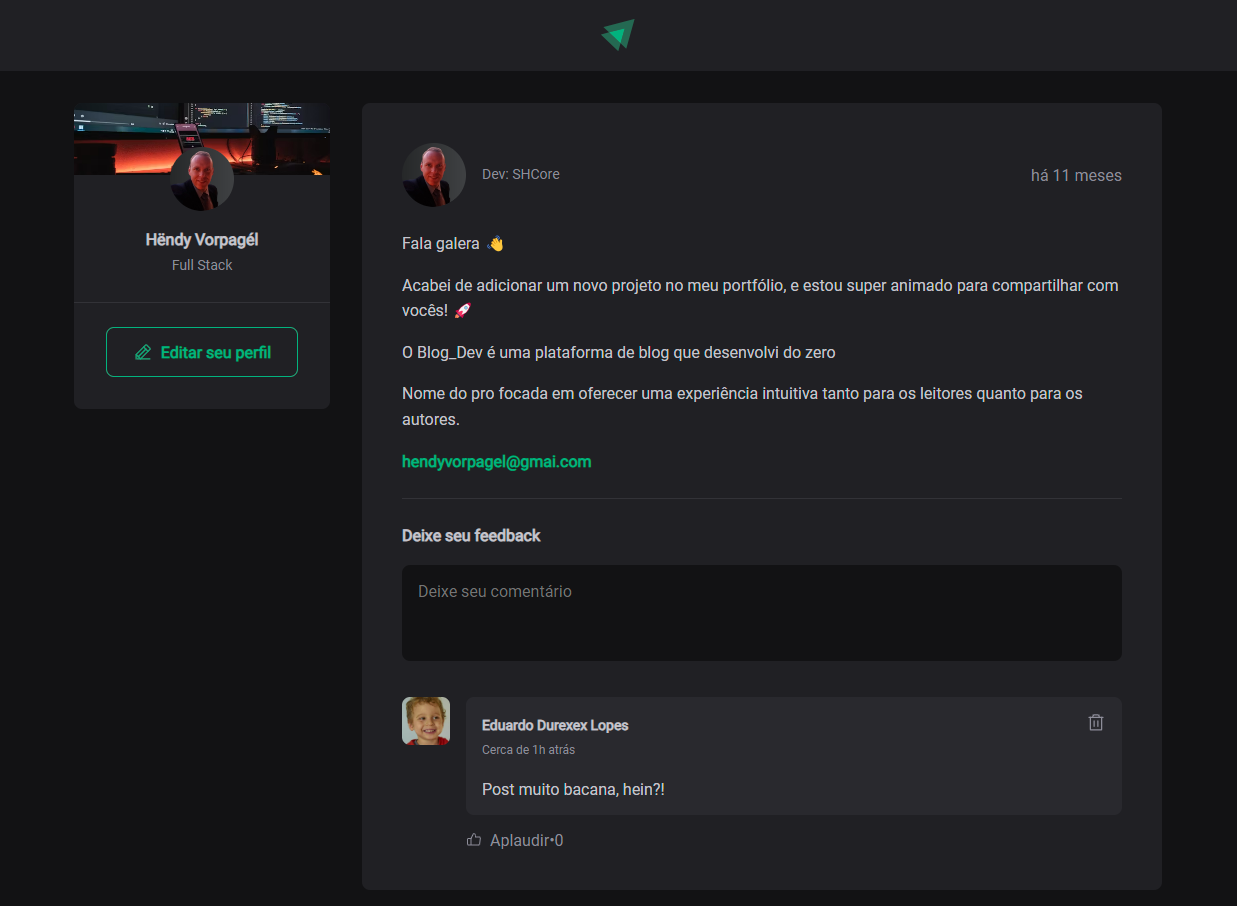 Hëndy Vorpagél
Full Stack
Editar seu perfil
Dev: SHCore
há 11 meses
Fala galera 👋
Acabei de adicionar um novo projeto no meu portfólio, e estou super animado para compartilhar com
vocês! 🚀
O Blog_Dev é uma plataforma de blog que desenvolvi do zero
Nome do pro focada em oferecer uma experiência intuitiva tanto para os leitores quanto para os
autores.
hendyvorpagel@gmai.com
Deixe seu feedback
Deixe seu comentário
Eduardo Durexex Lopes
Cerca de 1h atrás
Post muito bacana, hein?!
Aplaudir•0